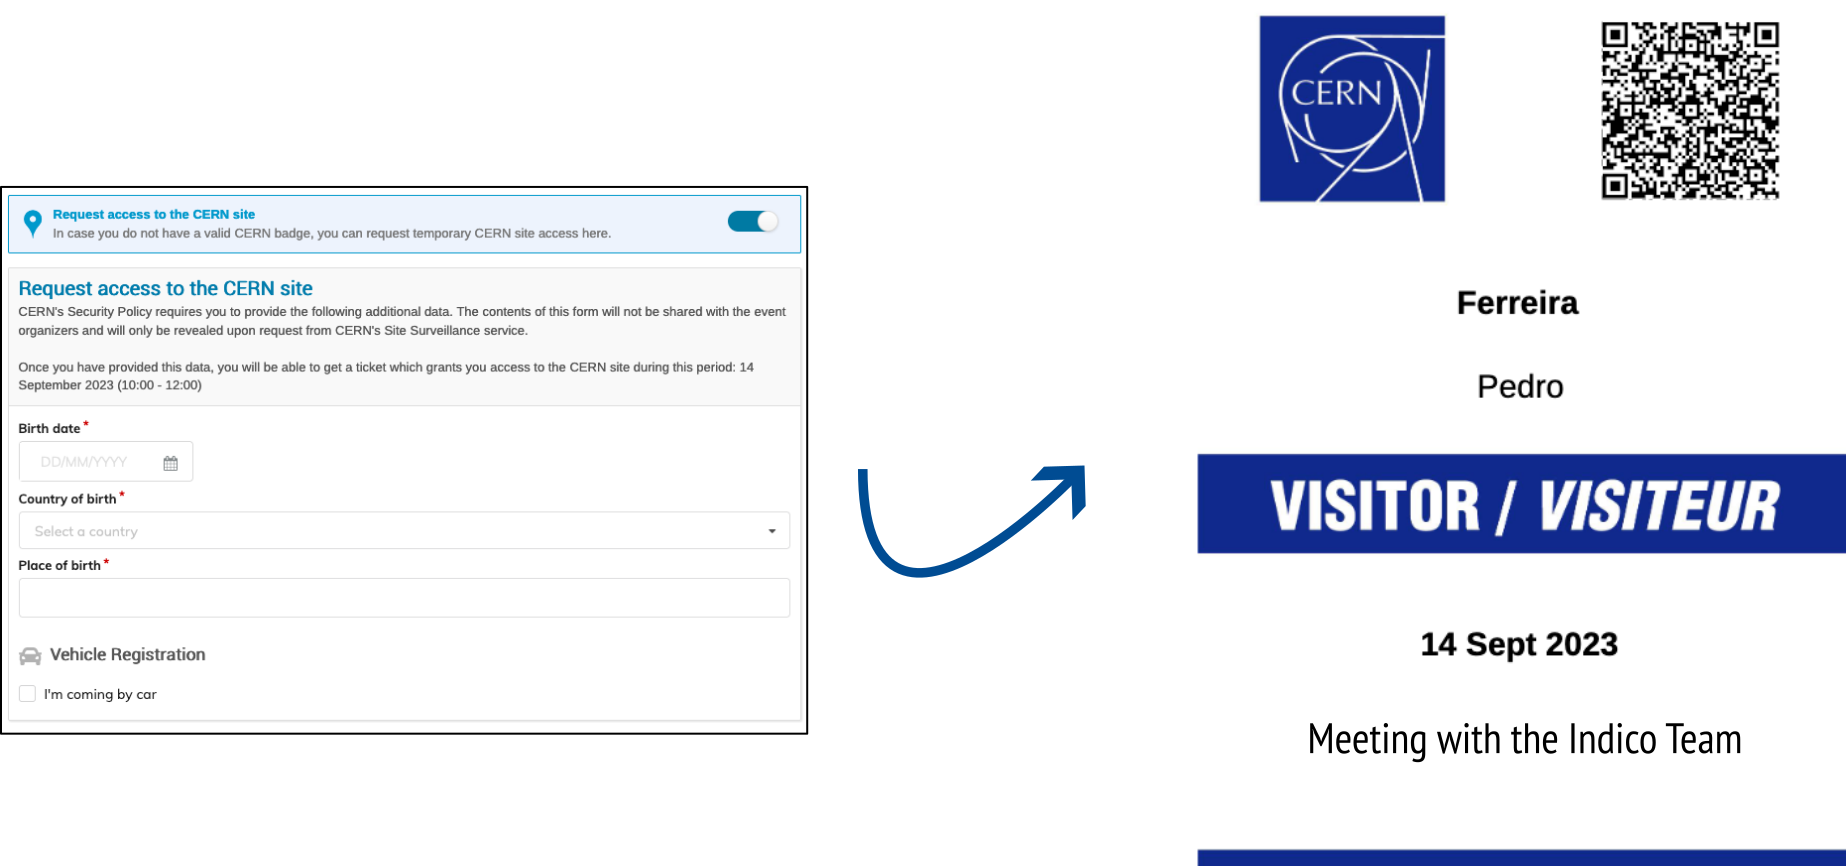 Request access to the CERN site
In case you do not have a valid CERN badge, you can request temporary CERN site access here.
Request access to the CERN site
CERN's Security Policy requires you to provide the following additional data. The contents of this form will not be shared with the event
organizers and will only be revealed upon request from CERN's Site Surveillance service.
Once you have provided this data, you will be able to get a ticket which grants you access to the CERN site during this period: 14
September 2023 (10:00 - 12:00)
Birth date*
DD/MM/YYYY
Country of birth*
Select a country
Place of birth*
Vehicle Registration
I'm coming by car
CERN
Ferreira
Pedro
VISITOR / VISITEUR
14 Sept 2023
Meeting with the Indico Team